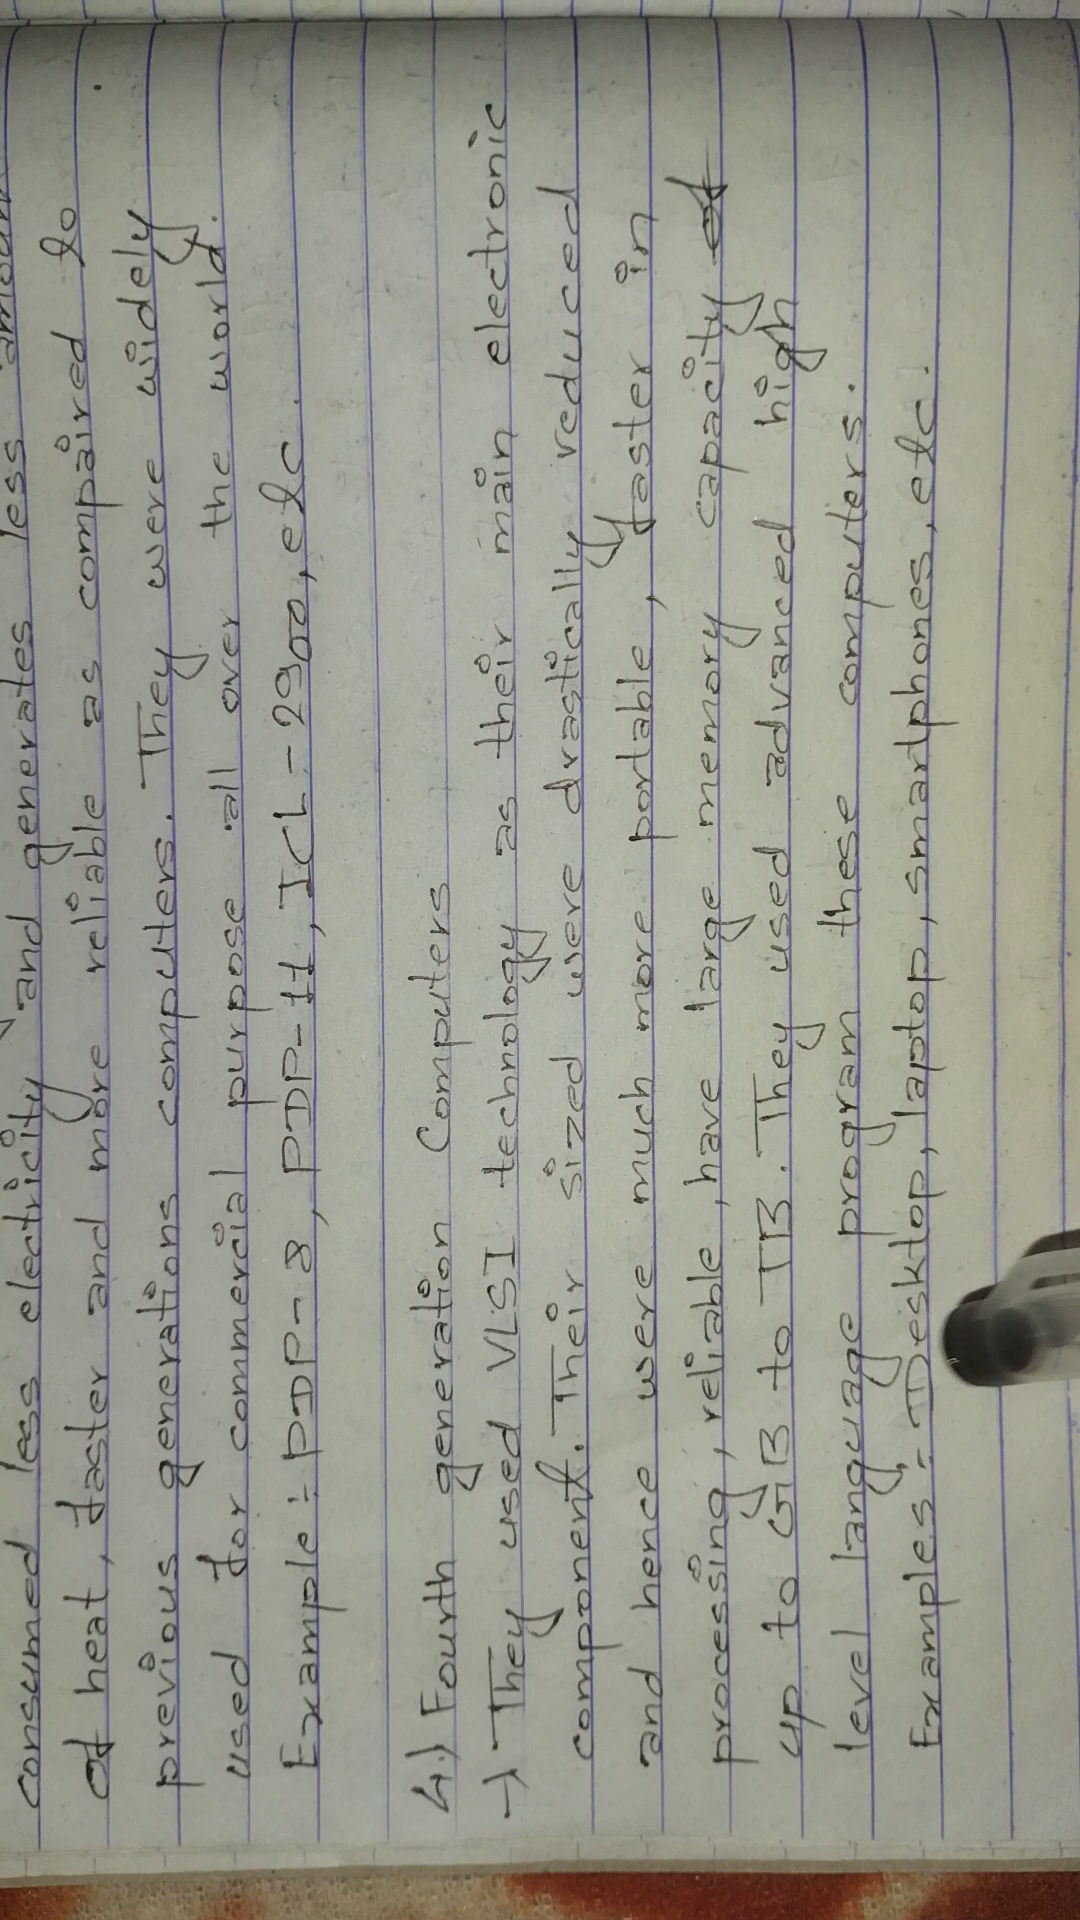 consumed less electricity and generates less amoun
of heat, faster and more reliable as compaired to
previous generations computers. They were widely
used for commercial purpose all over the world.
Example:- PDP-8, PDP-11, ICL-2900, etc.
4.) Fourth generation Computers
→ They used VLSI technology as their main electronic
component. Their sized were drastically reduced
and hence were much more portable, faster in
processing, reliable, have large memory capacity of
up to GB to TB. They used advanced high
level language program these computers.
Examples:- Desktop, laptop, smartphones, etc.